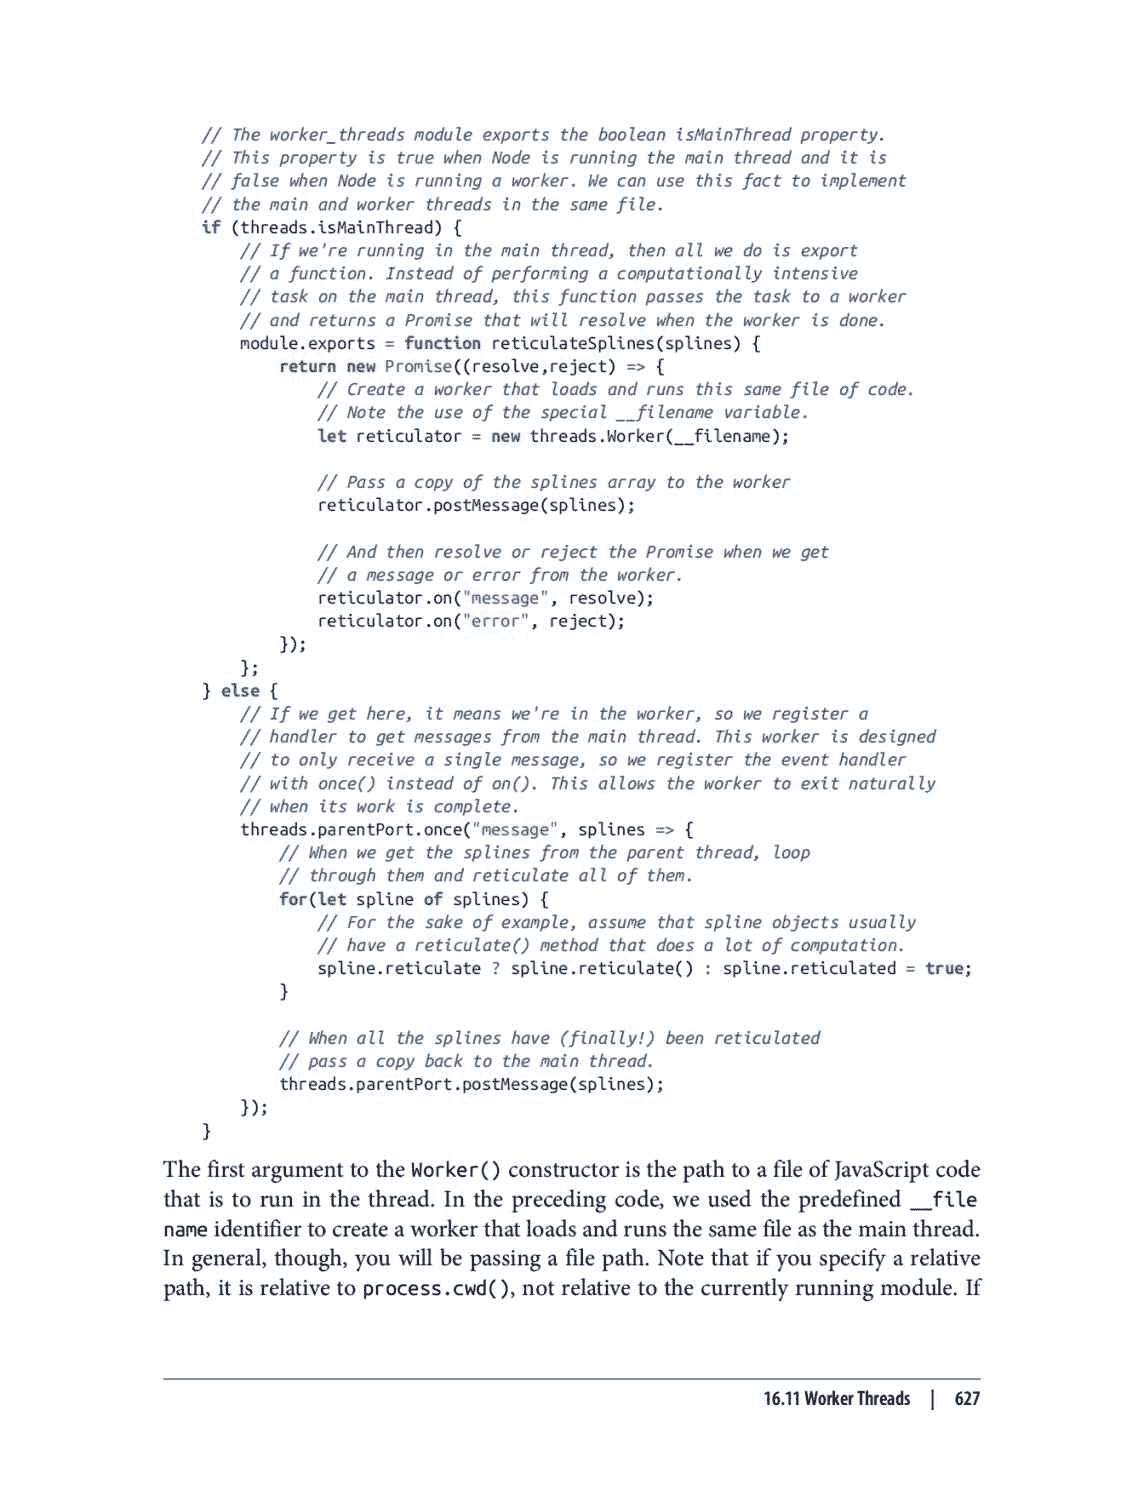 // The worker_threads module exports the boolean isMainThread property.
// This property is true when Node is running the main thread and it is
// false when Node is running a worker. We can use this fact to implement
// the main and worker threads in the same file.
if (threads.isMainThread) {
    // If we're running in the main thread, then all we do is export
    // a function. Instead of performing a computationally intensive
    // task on the main thread, this function passes the task to a worker
    // and returns a Promise that will resolve when the worker is done.
    module.exports = function reticulateSplines(splines) {
        return new Promise((resolve,reject) => {
            // Create a worker that loads and runs this same file of code.
            // Note the use of the special __filename variable.
            let reticulator = new threads.Worker(__filename);

            // Pass a copy of the splines array to the worker
            reticulator.postMessage(splines);

            // And then resolve or reject the Promise when we get
            // a message or error from the worker.
            reticulator.on("message", resolve);
            reticulator.on("error", reject);
        });
    };
} else {
    // If we get here, it means we're in the worker, so we register a
    // handler to get messages from the main thread. This worker is designed
    // to only receive a single message, so we register the event handler
    // with once() instead of on(). This allows the worker to exit naturally
    // when its work is complete.
    threads.parentPort.once("message", splines => {
        // When we get the splines from the parent thread, loop
        // through them and reticulate all of them.
        for(let spline of splines) {
            // For the sake of example, assume that spline objects usually
            // have a reticulate() method that does a lot of computation.
            spline.reticulate ? spline.reticulate() : spline.reticulated = true;
        }

        // When all the splines have (finally!) been reticulated
        // pass a copy back to the main thread.
        threads.parentPort.postMessage(splines);
    });
}
The first argument to the Worker() constructor is the path to a file of JavaScript code
that is to run in the thread. In the preceding code, we used the predefined __file
name identifier to create a worker that loads and runs the same file as the main thread.
In general, though, you will be passing a file path. Note that if you specify a relative
path, it is relative to process.cwd(), not relative to the currently running module. If
16.11 Worker Threads | 627